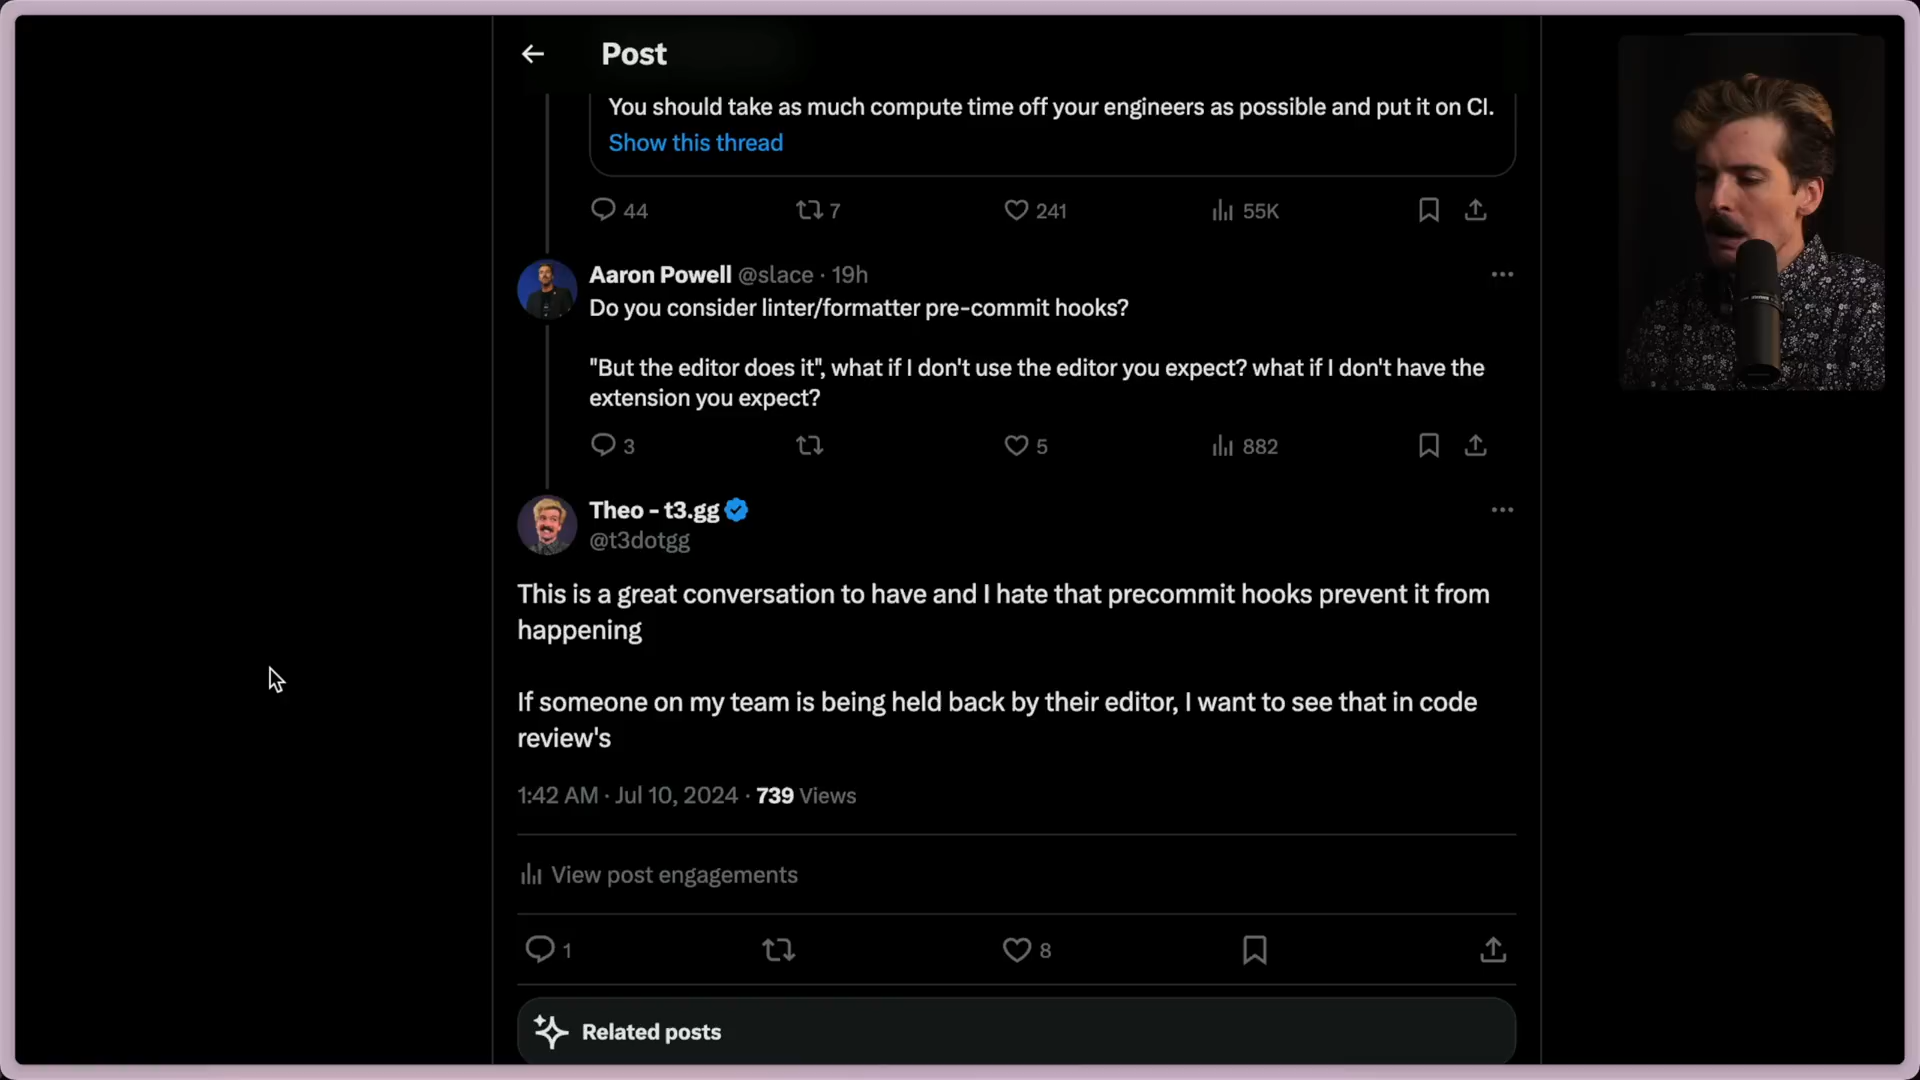 Post
You should take as much compute time off your engineers as possible and put it on CI.
Show this thread
44 7 241 55K
Aaron Powell @slace · 19h
Do you consider linter/formatter pre-commit hooks?
"But the editor does it", what if I don't use the editor you expect? what if I don't have the
extension you expect?
3 5 882
Theo - t3.gg
@t3dotgg
This is a great conversation to have and I hate that precommit hooks prevent it from
happening
If someone on my team is being held back by their editor, I want to see that in code
review's
1:42 AM · Jul 10, 2024 · 739 Views
View post engagements
1 8
Related posts